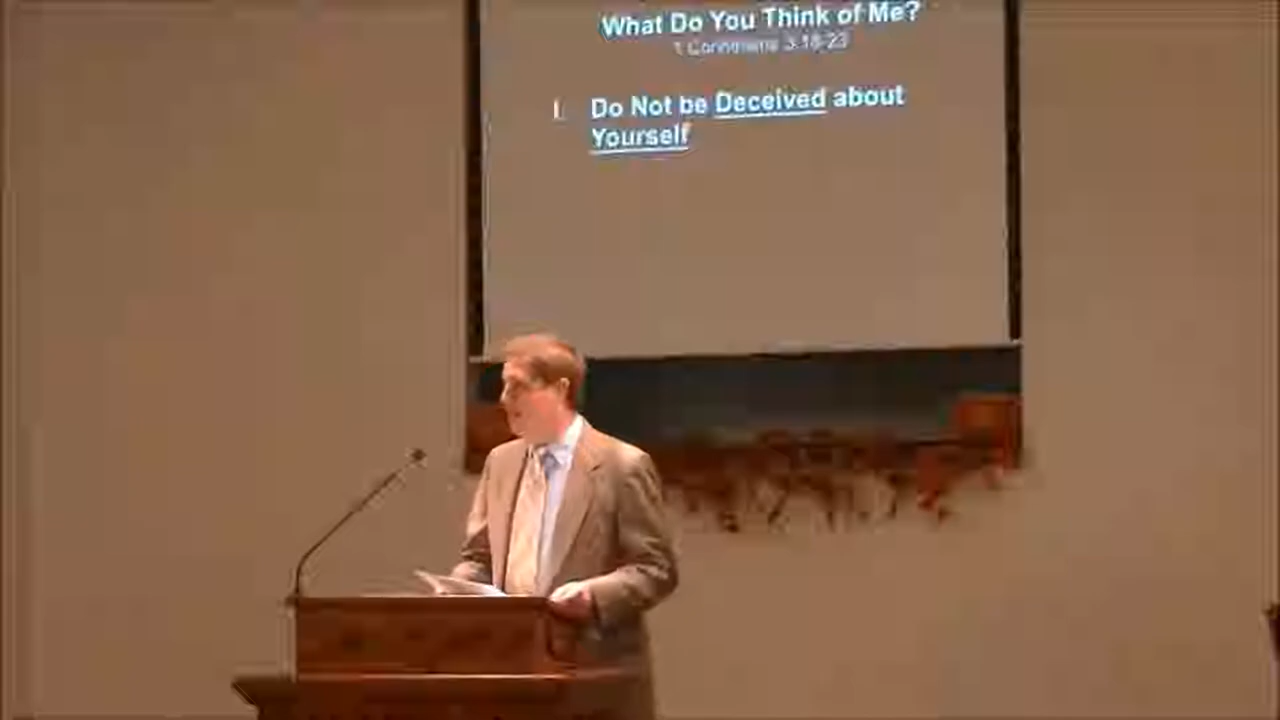 What Do You Think of Me?
1 Corinthians 3:18-23
I. Do Not be Deceived about
Yourself